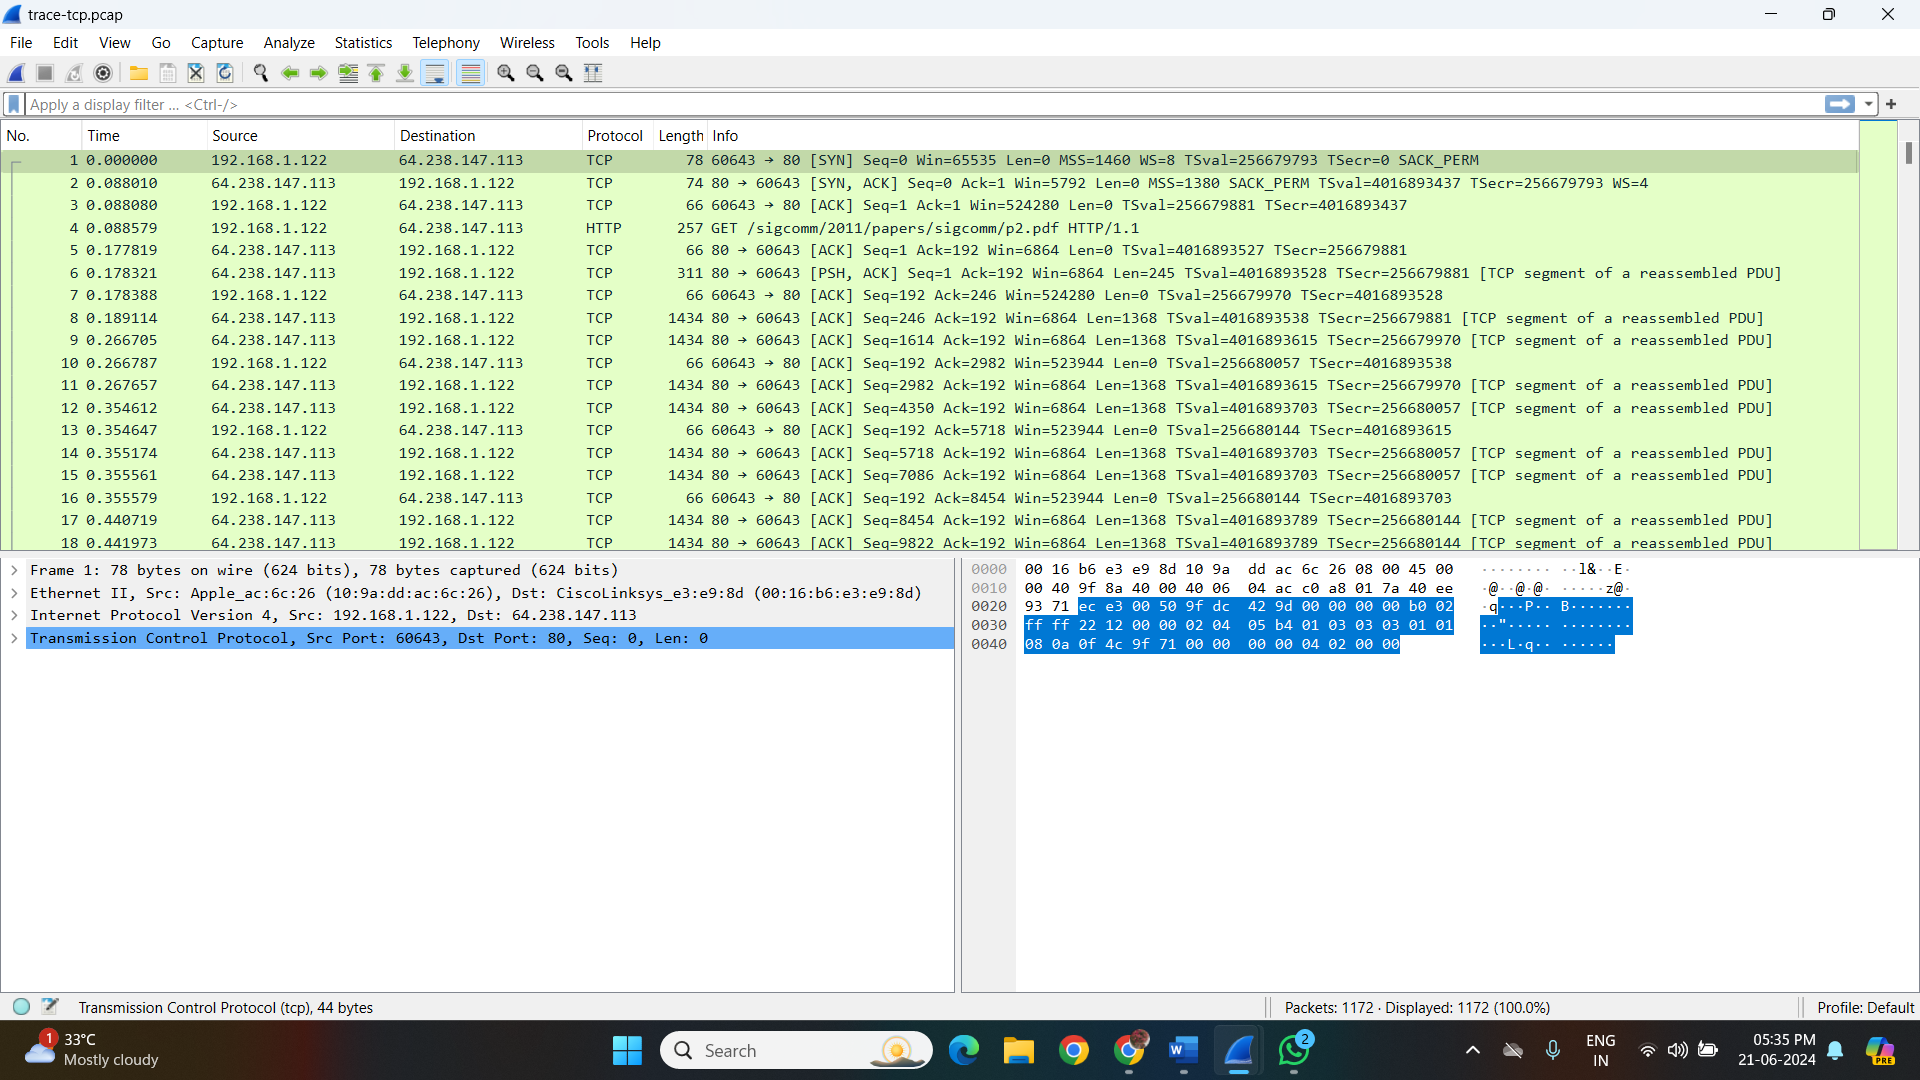 trace-tcp.pcap
File Edit View Go Capture Analyze Statistics Telephony Wireless Tools Help
Apply a display filter ... <Ctrl-/>
No. Time Source Destination Protocol Length Info
1 0.000000 192.168.1.122 64.238.147.113 TCP 78 60643 → 80 [SYN] Seq=0 Win=65535 Len=0 MSS=1460 WS=8 TSval=256679793 TSecr=0 SACK_PERM
2 0.088010 64.238.147.113 192.168.1.122 TCP 74 80 → 60643 [SYN, ACK] Seq=0 Ack=1 Win=5792 Len=0 MSS=1380 SACK_PERM TSval=4016893437 TSecr=256679793 WS=4
3 0.088080 192.168.1.122 64.238.147.113 TCP 66 60643 → 80 [ACK] Seq=1 Ack=1 Win=524280 Len=0 TSval=256679881 TSecr=4016893437
4 0.088579 192.168.1.122 64.238.147.113 HTTP 257 GET /sigcomm/2011/papers/sigcomm/p2.pdf HTTP/1.1
5 0.177819 64.238.147.113 192.168.1.122 TCP 66 80 → 60643 [ACK] Seq=1 Ack=192 Win=6864 Len=0 TSval=4016893527 TSecr=256679881
6 0.178321 64.238.147.113 192.168.1.122 TCP 311 80 → 60643 [PSH, ACK] Seq=1 Ack=192 Win=6864 Len=245 TSval=4016893528 TSecr=256679881 [TCP segment of a reassembled PDU]
7 0.178388 192.168.1.122 64.238.147.113 TCP 66 60643 → 80 [ACK] Seq=192 Ack=246 Win=524280 Len=0 TSval=256679970 TSecr=4016893528
8 0.189114 64.238.147.113 192.168.1.122 TCP 1434 80 → 60643 [ACK] Seq=246 Ack=192 Win=6864 Len=1368 TSval=4016893538 TSecr=256679881 [TCP segment of a reassembled PDU]
9 0.266705 64.238.147.113 192.168.1.122 TCP 1434 80 → 60643 [ACK] Seq=1614 Ack=192 Win=6864 Len=1368 TSval=4016893615 TSecr=256679970 [TCP segment of a reassembled PDU]
10 0.266787 192.168.1.122 64.238.147.113 TCP 66 60643 → 80 [ACK] Seq=192 Ack=2982 Win=523944 Len=0 TSval=256680057 TSecr=4016893538
11 0.267657 64.238.147.113 192.168.1.122 TCP 1434 80 → 60643 [ACK] Seq=2982 Ack=192 Win=6864 Len=1368 TSval=4016893615 TSecr=256679970 [TCP segment of a reassembled PDU]
12 0.354612 64.238.147.113 192.168.1.122 TCP 1434 80 → 60643 [ACK] Seq=4350 Ack=192 Win=6864 Len=1368 TSval=4016893703 TSecr=256680057 [TCP segment of a reassembled PDU]
13 0.354647 192.168.1.122 64.238.147.113 TCP 66 60643 → 80 [ACK] Seq=192 Ack=5718 Win=523944 Len=0 TSval=256680144 TSecr=4016893615
14 0.355174 64.238.147.113 192.168.1.122 TCP 1434 80 → 60643 [ACK] Seq=5718 Ack=192 Win=6864 Len=1368 TSval=4016893703 TSecr=256680057 [TCP segment of a reassembled PDU]
15 0.355561 64.238.147.113 192.168.1.122 TCP 1434 80 → 60643 [ACK] Seq=7086 Ack=192 Win=6864 Len=1368 TSval=4016893703 TSecr=256680057 [TCP segment of a reassembled PDU]
16 0.355579 192.168.1.122 64.238.147.113 TCP 66 60643 → 80 [ACK] Seq=192 Ack=8454 Win=523944 Len=0 TSval=256680144 TSecr=4016893703
17 0.440719 64.238.147.113 192.168.1.122 TCP 1434 80 → 60643 [ACK] Seq=8454 Ack=192 Win=6864 Len=1368 TSval=4016893789 TSecr=256680144 [TCP segment of a reassembled PDU]
18 0.441973 64.238.147.113 192.168.1.122 TCP 1434 80 → 60643 [ACK] Seq=9822 Ack=192 Win=6864 Len=1368 TSval=4016893789 TSecr=256680144 [TCP segment of a reassembled PDU]
Frame 1: 78 bytes on wire (624 bits), 78 bytes captured (624 bits)
Ethernet II, Src: Apple_ac:6c:26 (10:9a:dd:ac:6c:26), Dst: CiscoLinksys_e3:e9:8d (00:16:b6:e3:e9:8d)
Internet Protocol Version 4, Src: 192.168.1.122, Dst: 64.238.147.113
Transmission Control Protocol, Src Port: 60643, Dst Port: 80, Seq: 0, Len: 0
0000 00 16 b6 e3 e9 8d 10 9a dd ac 6c 26 08 00 45 00 ········ ··l&··E·
0010 00 40 9f 8a 40 00 40 06 04 ac c0 a8 01 7a 40 ee ·@··@·@· ·····z@·
0020 93 71 ec e3 00 50 9f dc 42 9d 00 00 00 00 b0 02 ·q···P·· B·······
0030 ff ff 22 12 00 00 02 04 05 b4 01 03 03 03 01 01 ··"····· ········
0040 08 0a 0f 4c 9f 71 00 00 00 00 04 02 00 00 ···L·q·· ······
Transmission Control Protocol (tcp), 44 bytes
Packets: 1172 · Displayed: 1172 (100.0%)
Profile: Default
1
33°C
Mostly cloudy
Search
2
ENG
IN
05:35 PM
21-06-2024
PRE